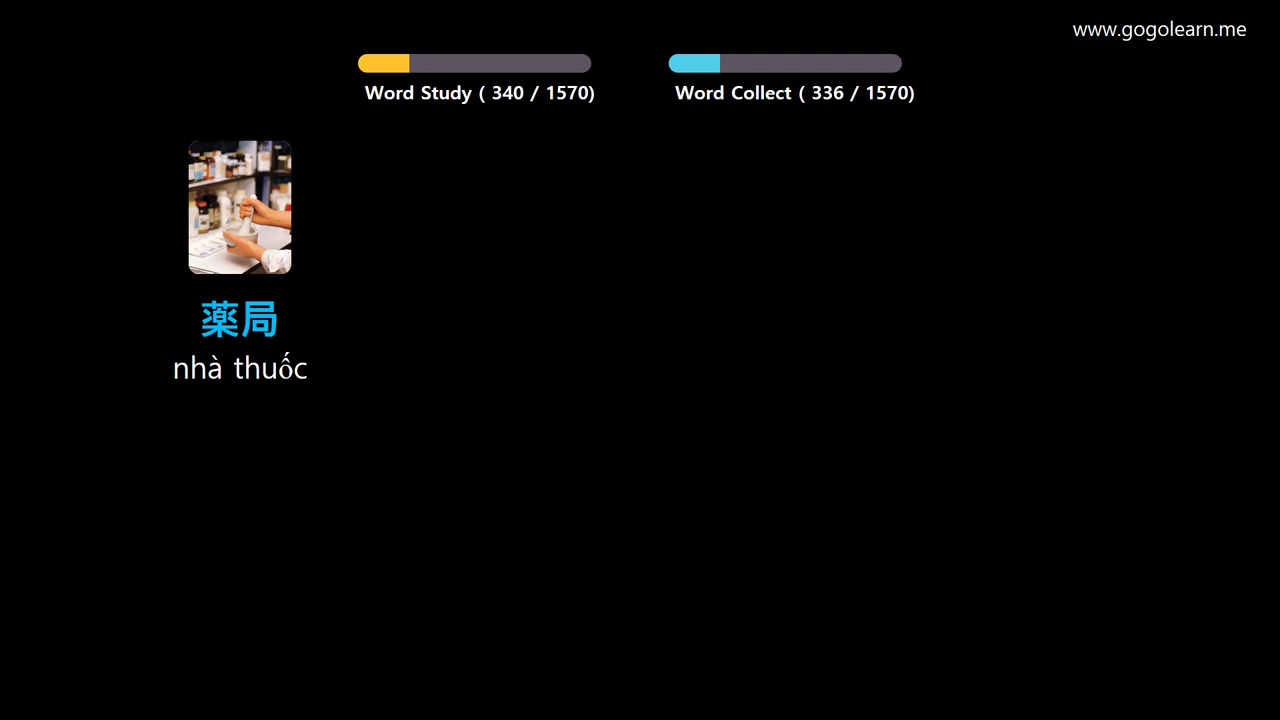 www.gogolearn.me
Word Study ( 340 / 1570)
Word Collect ( 336 / 1570)
薬局
nhà thuốc